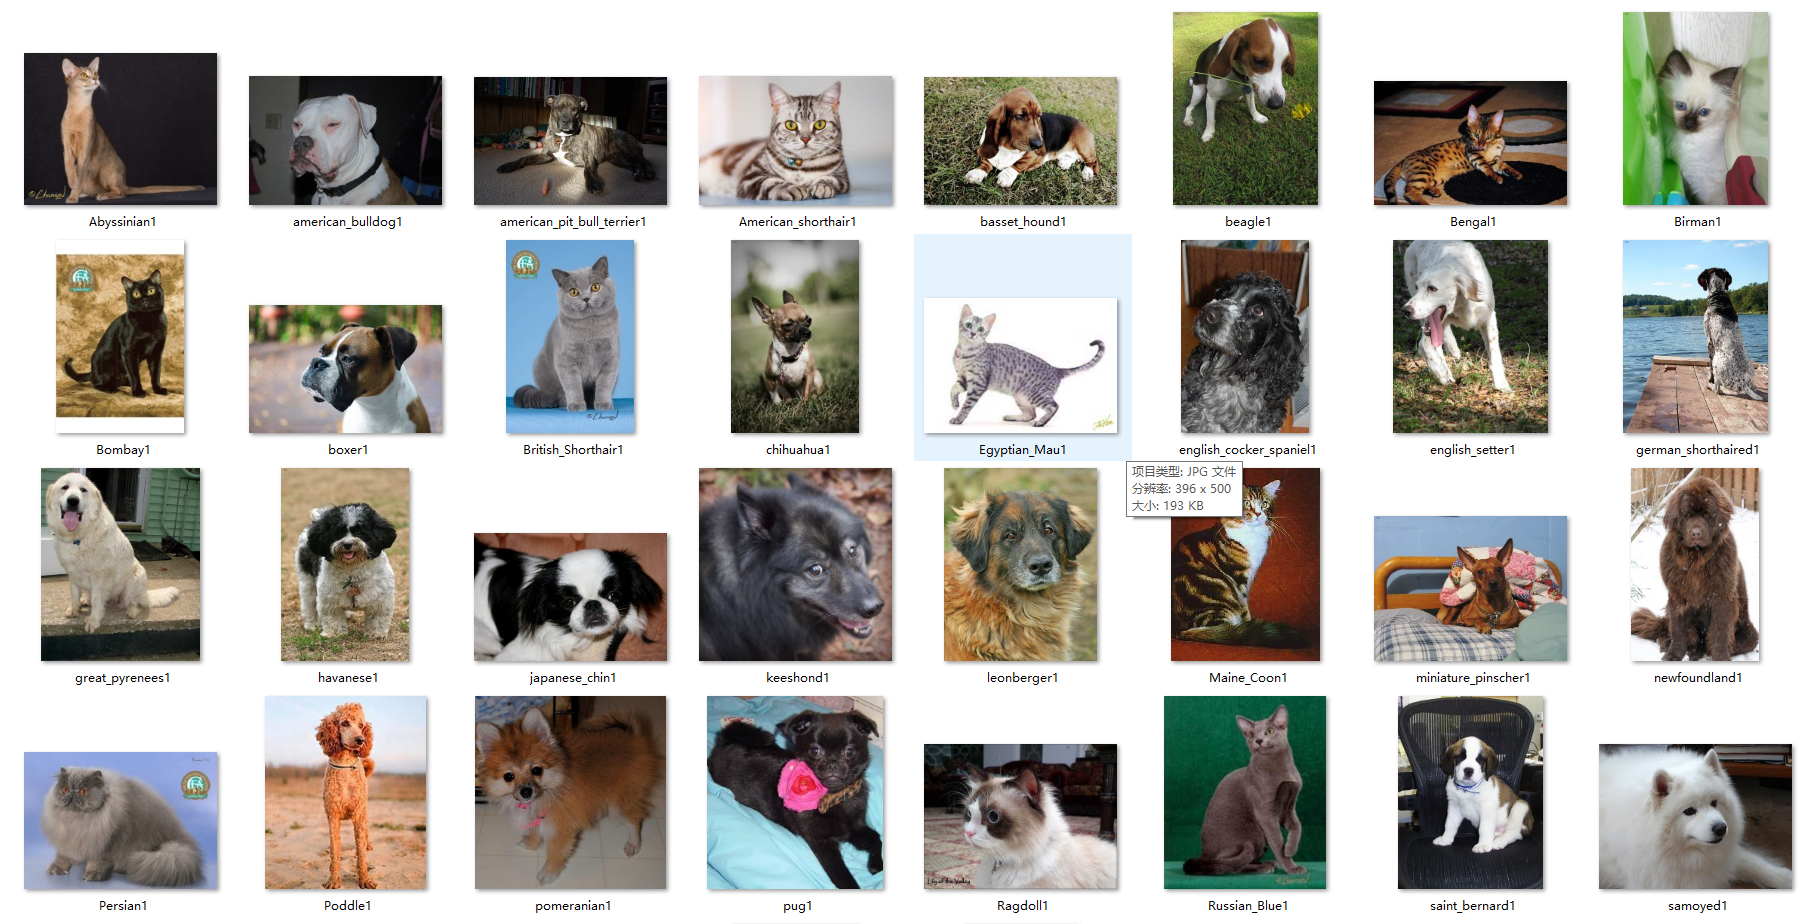 Abyssinian1
american_bulldog1
american_pit_bull_terrier1
American_shorthair1
basset_hound1
beagle1
Bengal1
Birman1
Bombay1
boxer1
British_Shorthair1
chihuahua1
Egyptian_Mau1
english_cocker_spaniel1
english_setter1
german_shorthaired1
项目类型: JPG 文件
分辨率: 396 x 500
大小: 193 KB
great_pyrenees1
havanese1
japanese_chin1
keeshond1
leonberger1
Maine_Coon1
miniature_pinscher1
newfoundland1
Persian1
Poddle1
pomeranian1
pug1
Ragdoll1
Russian_Blue1
saint_bernard1
samoyed1